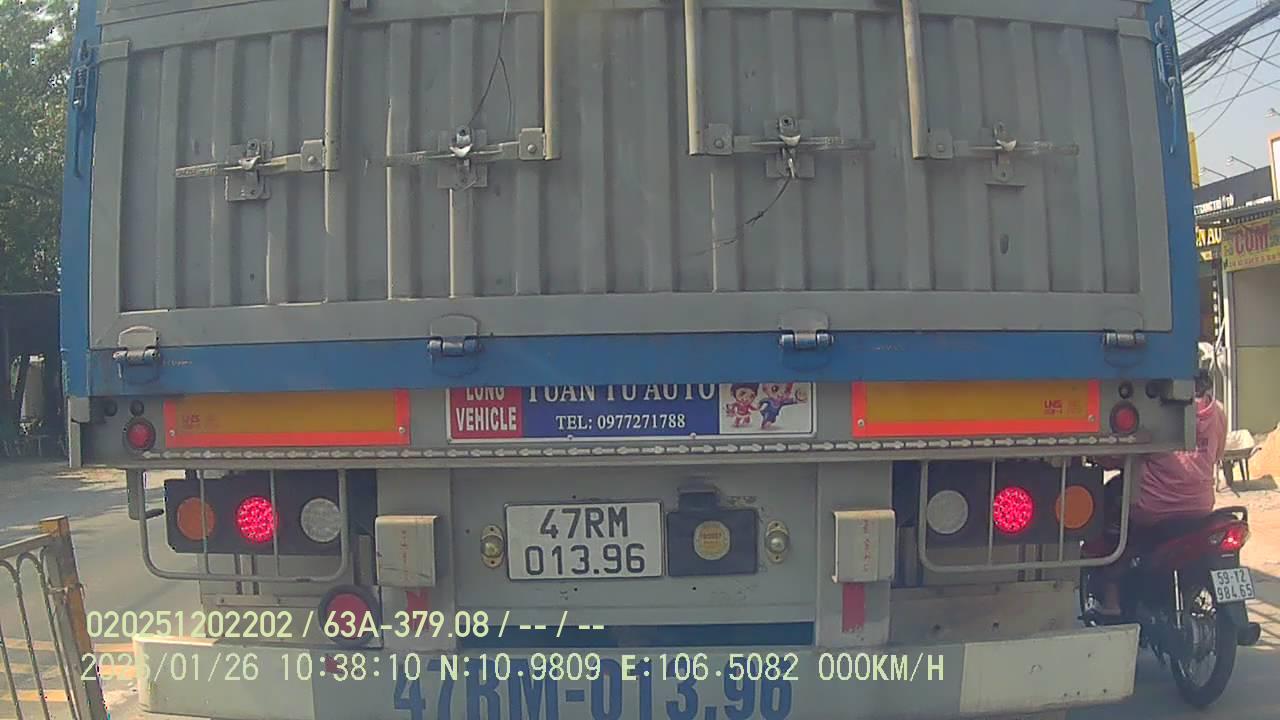 CƠM
LONG
VEHICLE
TUAN TU AUTO
TEL: 0977271788
47RM
013.96
59-T2
984.65
020251202202 / 63A-379.08 / -- / --
2026/01/26 10:38:10 N:10.9809 E:106.5082 000KM/H
47RM-013.96